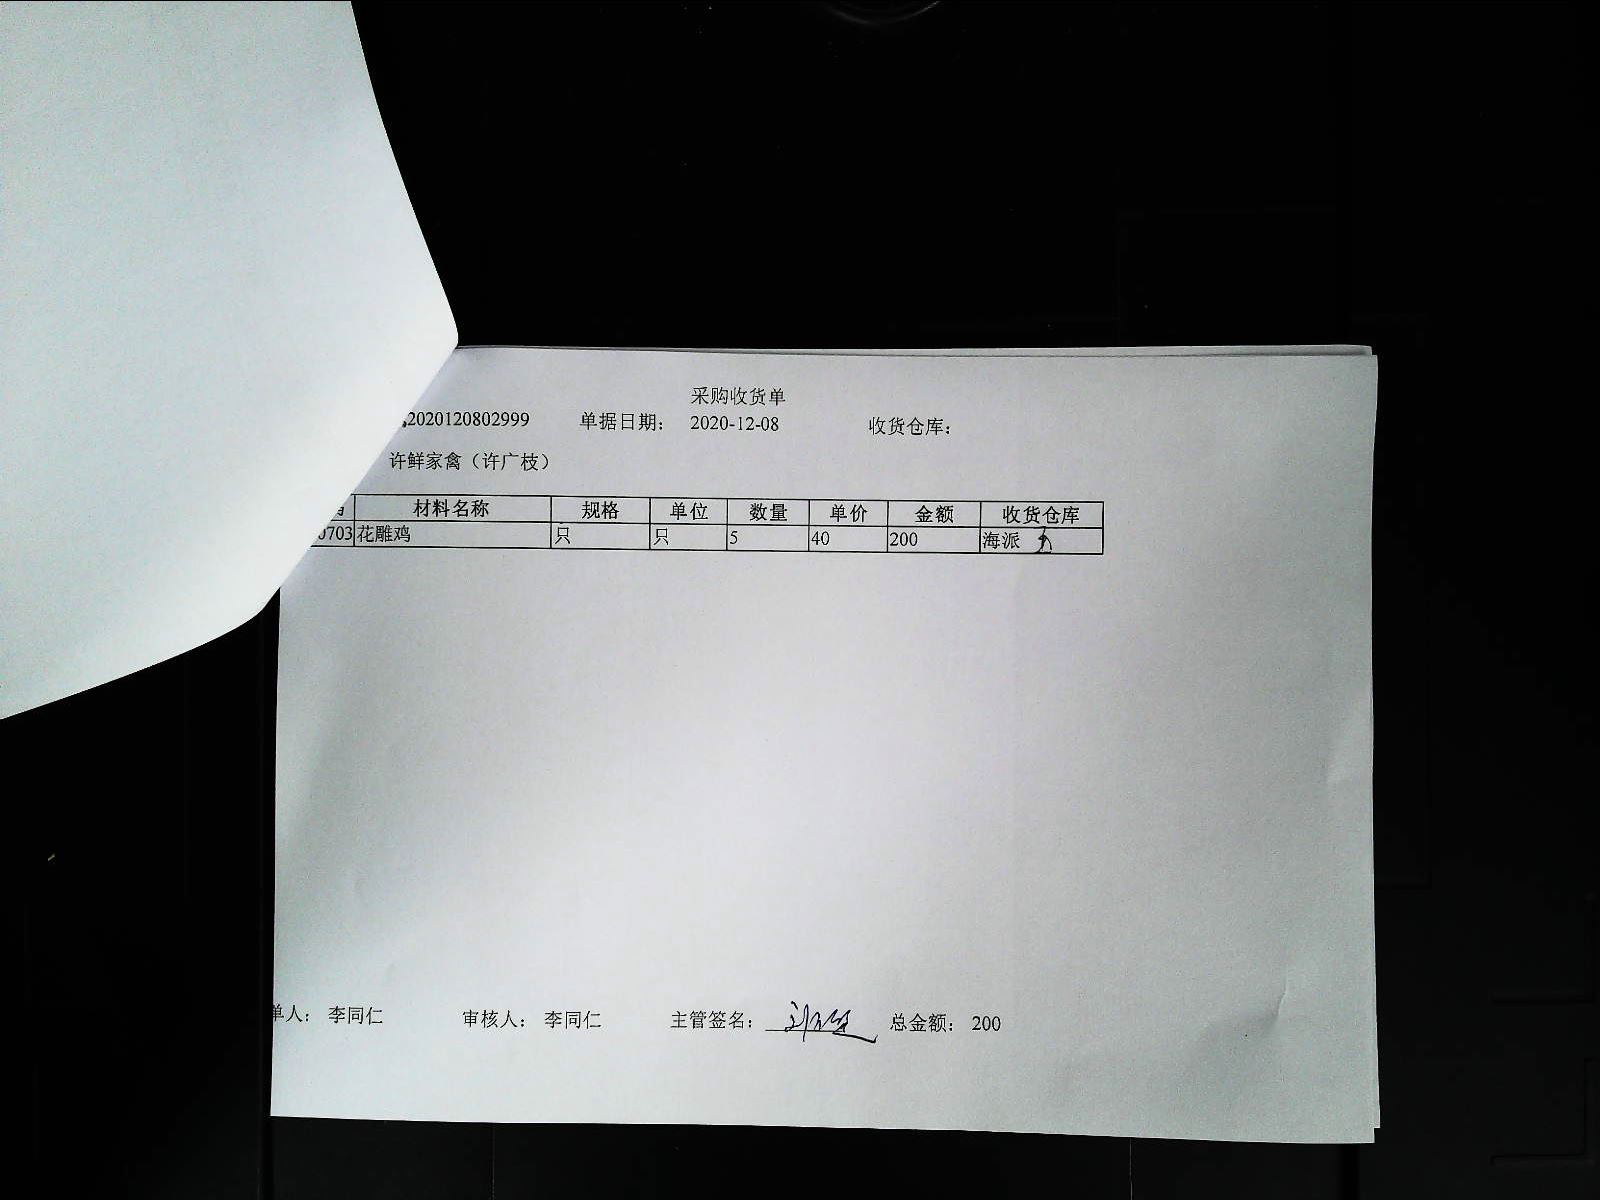 采购收货单
2020120802999 单据日期: 2020-12-08 收货仓库:
许鲜家禽（许广枝）
材料名称 规格 单位 数量 单价 金额 收货仓库
0703 花雕鸡 只 只 5 40 200 海派
单人: 李同仁 审核人: 李同仁 主管签名: 总金额: 200